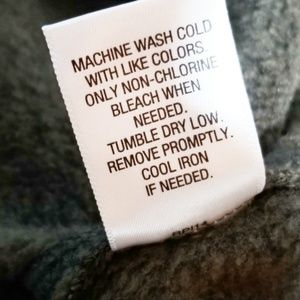 MACHINE WASH COLD
WITH LIKE COLORS.
ONLY NON-CHLORINE
BLEACH WHEN
NEEDED.
TUMBLE DRY LOW.
REMOVE PROMPTLY.
COOL IRON
IF NEEDED.